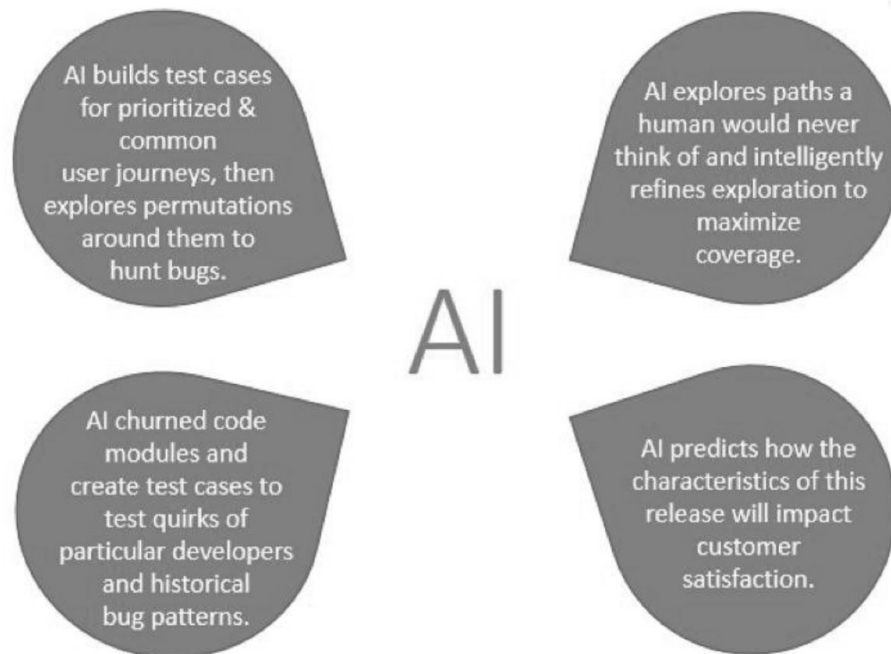 AI builds test cases
for prioritized &
common
user journeys, then
explores permutations
around them to
hunt bugs.
AI explores paths a
human would never
think of and intelligently
refines exploration to
maximize
coverage.
AI
AI churned code
modules and
create test cases to
test quirks of
particular developers
and historical
bug patterns.
AI predicts how the
characteristics of this
release will impact
customer
satisfaction.